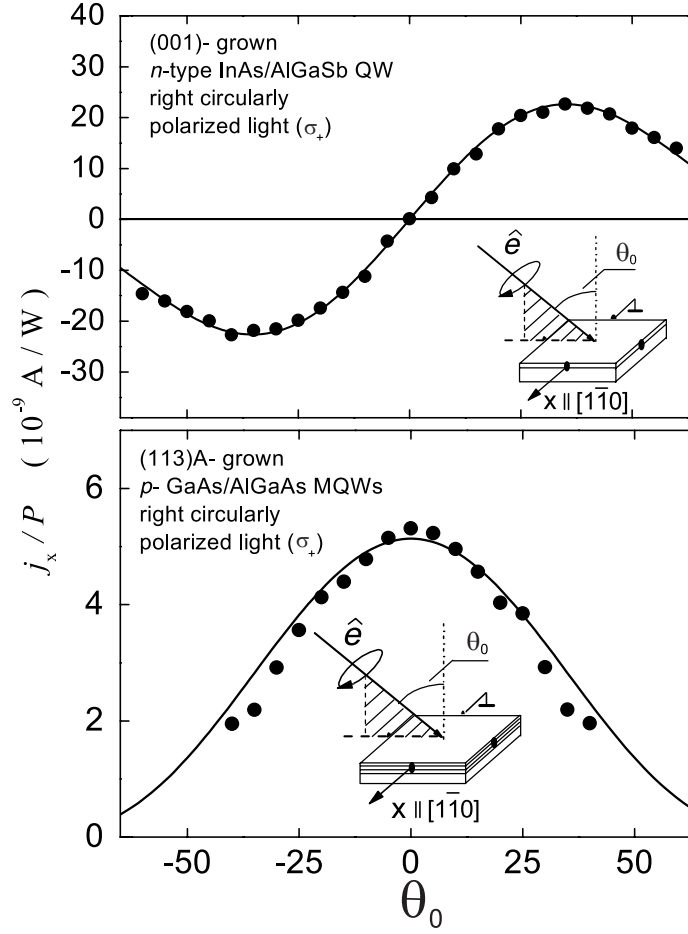 40
30
20
10
0
-10
-20
-30
(001)- grown
n-type InAs/AlGaSb QW
right circularly
polarized light (σ₊)
ê
θ₀
x ∥ [11̄0]
jₓ / P ( 10⁻⁹ A / W )
6
4
2
0
(113)A- grown
p- GaAs/AlGaAs MQWs
right circularly
polarized light (σ₊)
ê
θ₀
x ∥ [11̄0]
-50 -25 0 25 50
θ₀